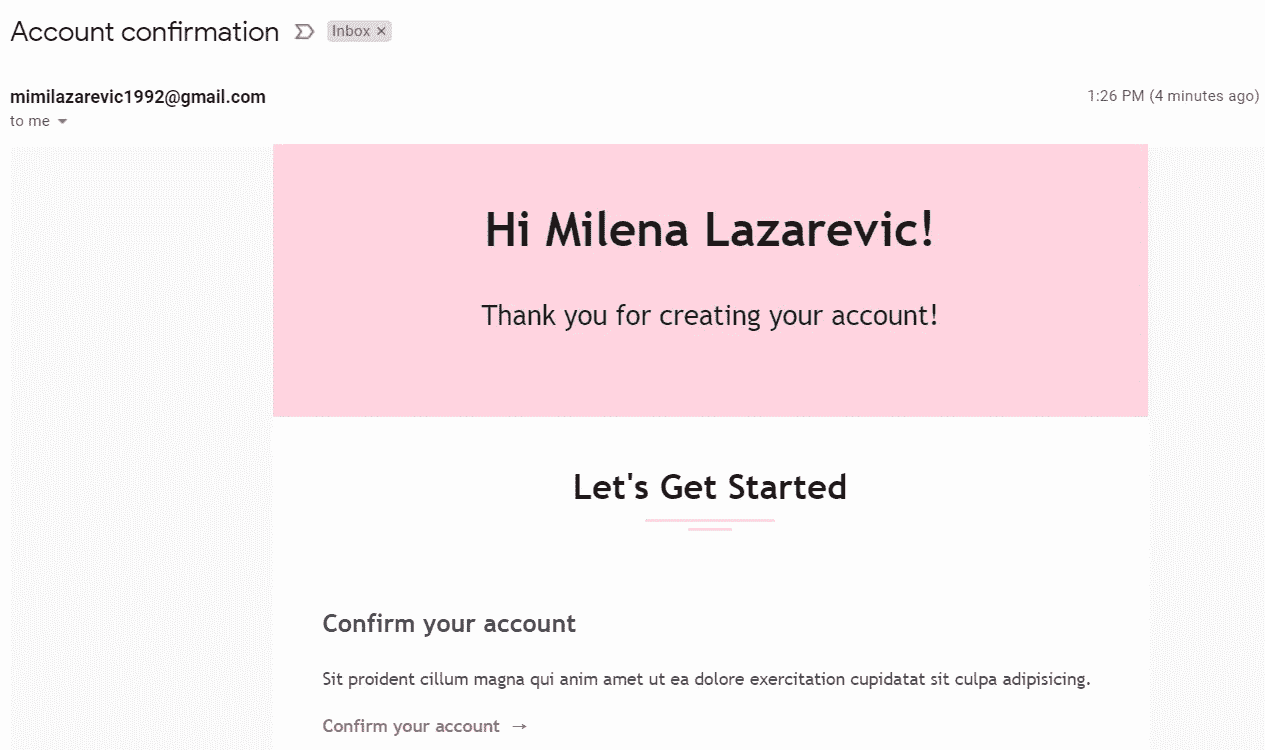 Account confirmation Inbox ×
mimilazarevic1992@gmail.com 1:26 PM (4 minutes ago)
to me
Hi Milena Lazarevic!
Thank you for creating your account!
Let's Get Started
Confirm your account
Sit proident cillum magna qui anim amet ut ea dolore exercitation cupidatat sit culpa adipisicing.
Confirm your account →